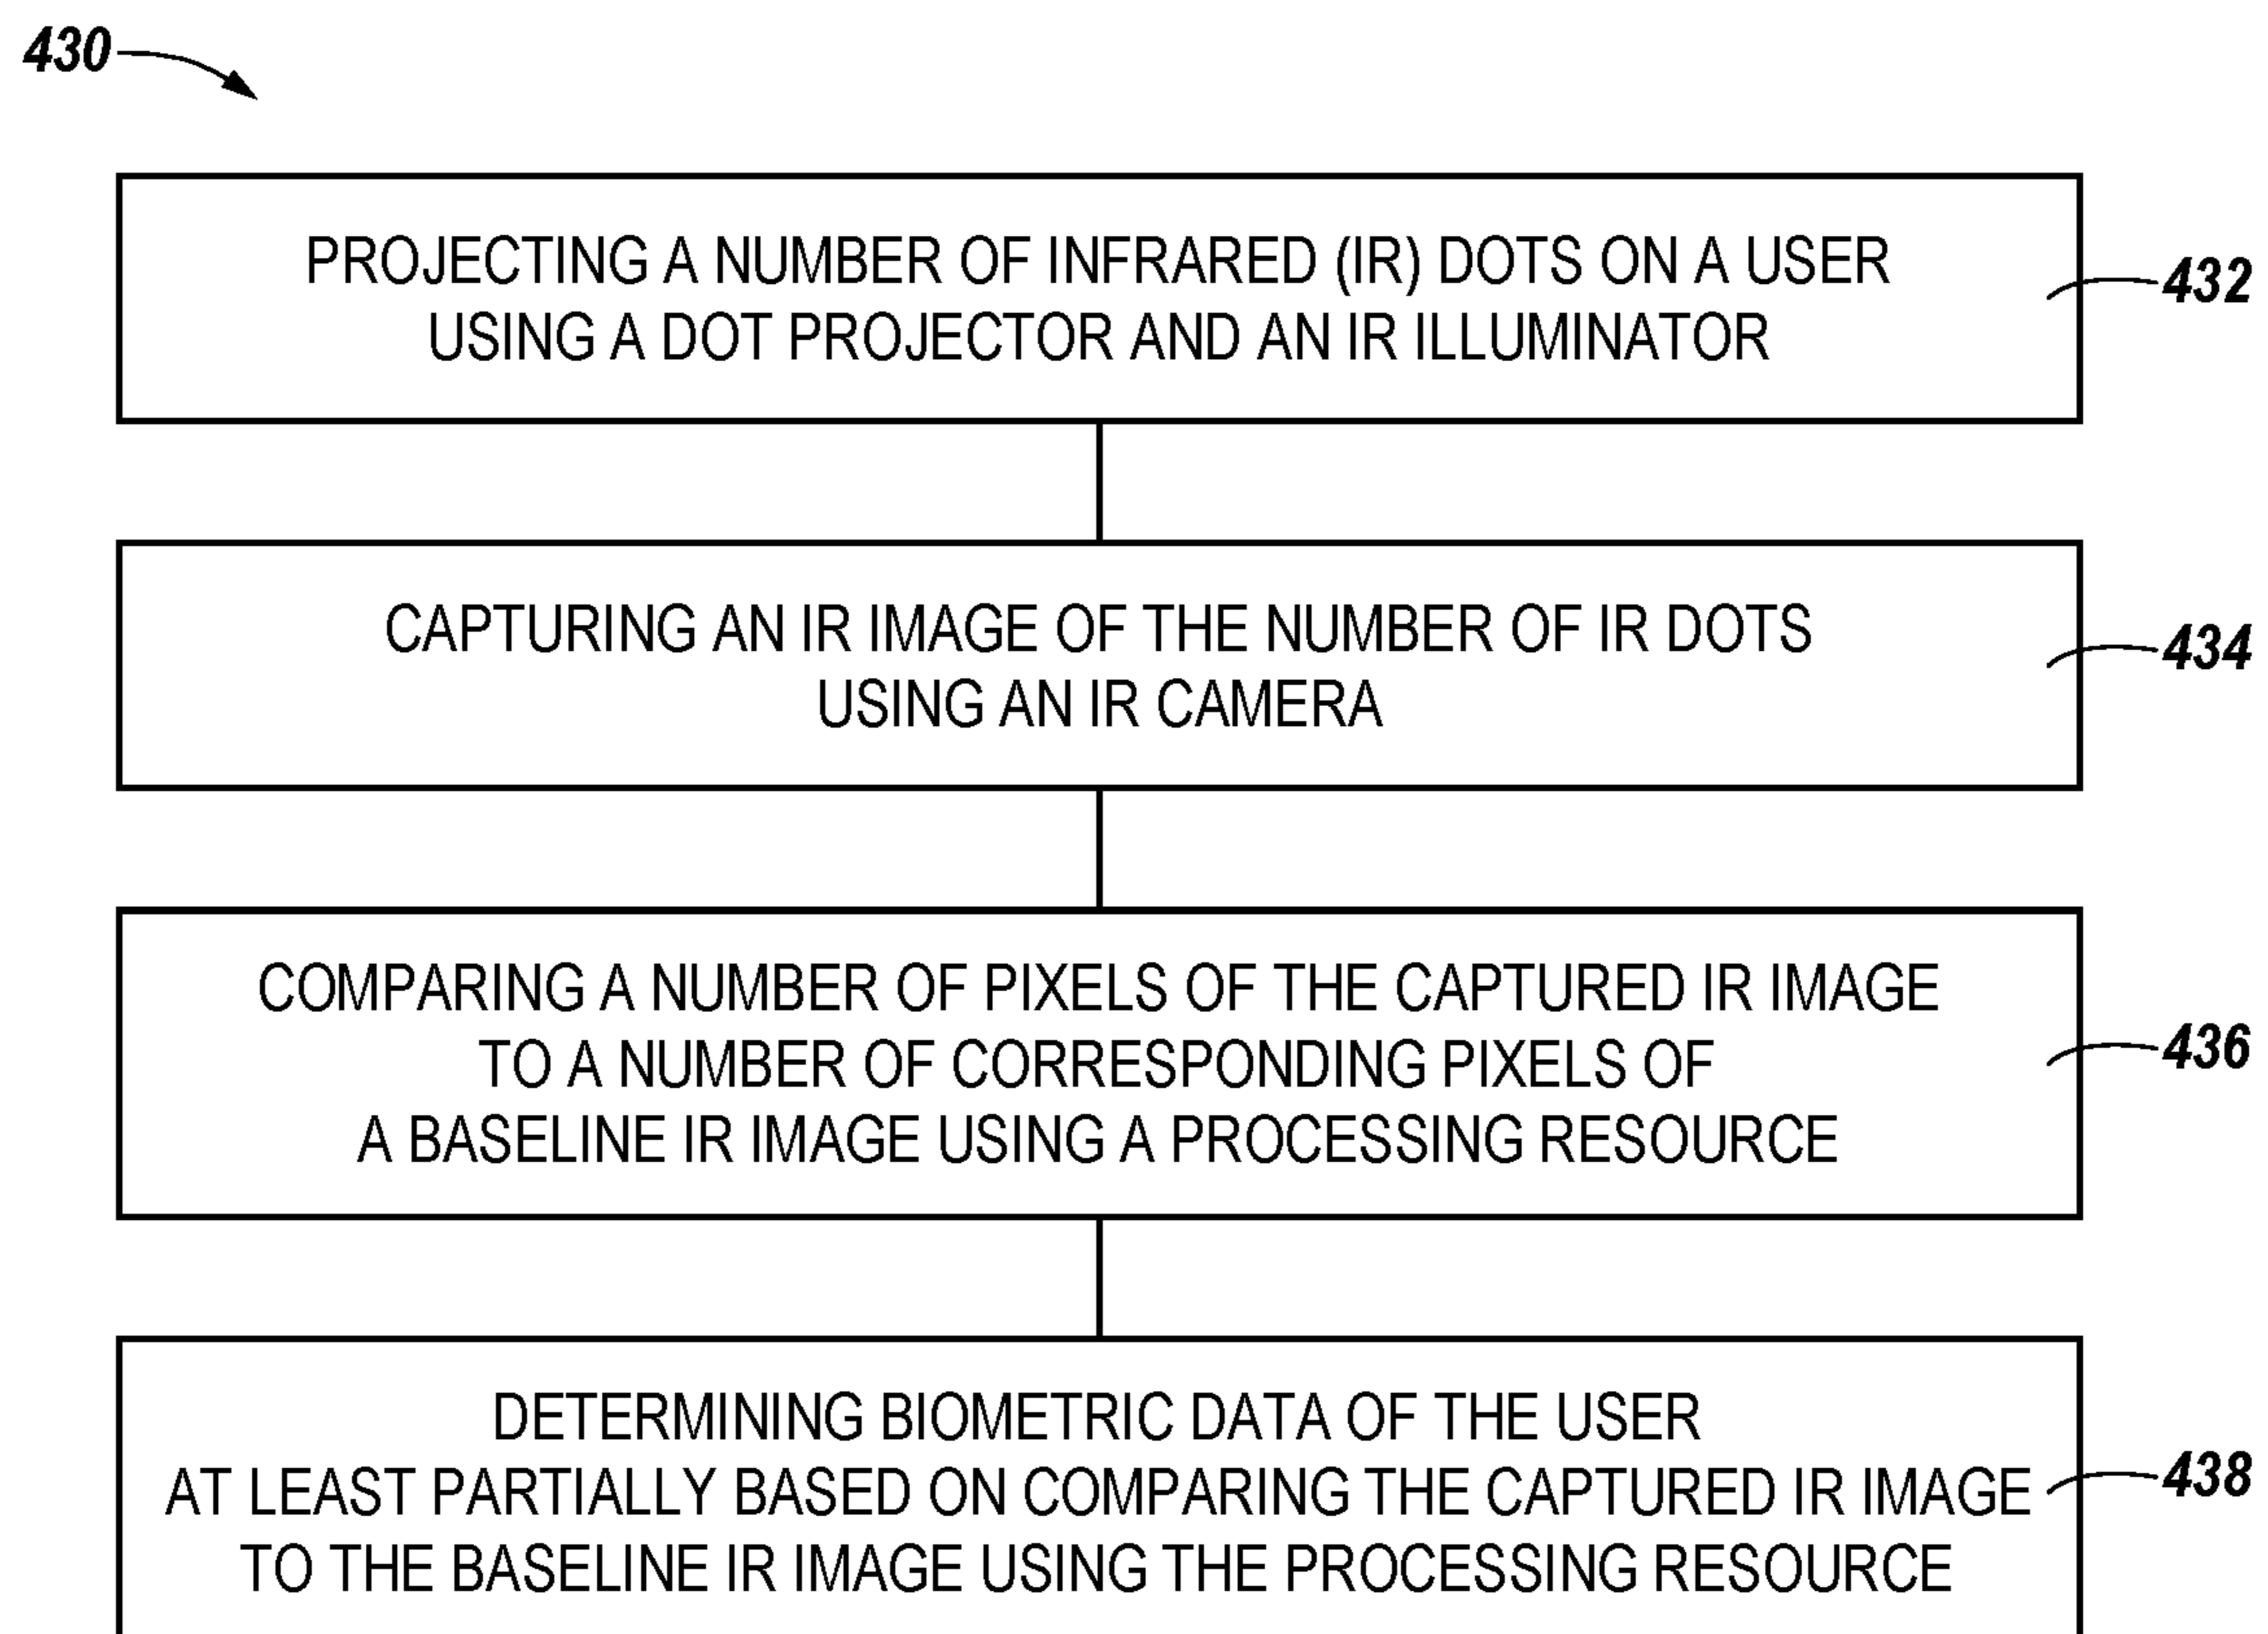 430
PROJECTING A NUMBER OF INFRARED (IR) DOTS ON A USER
USING A DOT PROJECTOR AND AN IR ILLUMINATOR
432
CAPTURING AN IR IMAGE OF THE NUMBER OF IR DOTS
USING AN IR CAMERA
434
COMPARING A NUMBER OF PIXELS OF THE CAPTURED IR IMAGE
TO A NUMBER OF CORRESPONDING PIXELS OF
A BASELINE IR IMAGE USING A PROCESSING RESOURCE
436
DETERMINING BIOMETRIC DATA OF THE USER
AT LEAST PARTIALLY BASED ON COMPARING THE CAPTURED IR IMAGE
TO THE BASELINE IR IMAGE USING THE PROCESSING RESOURCE
438